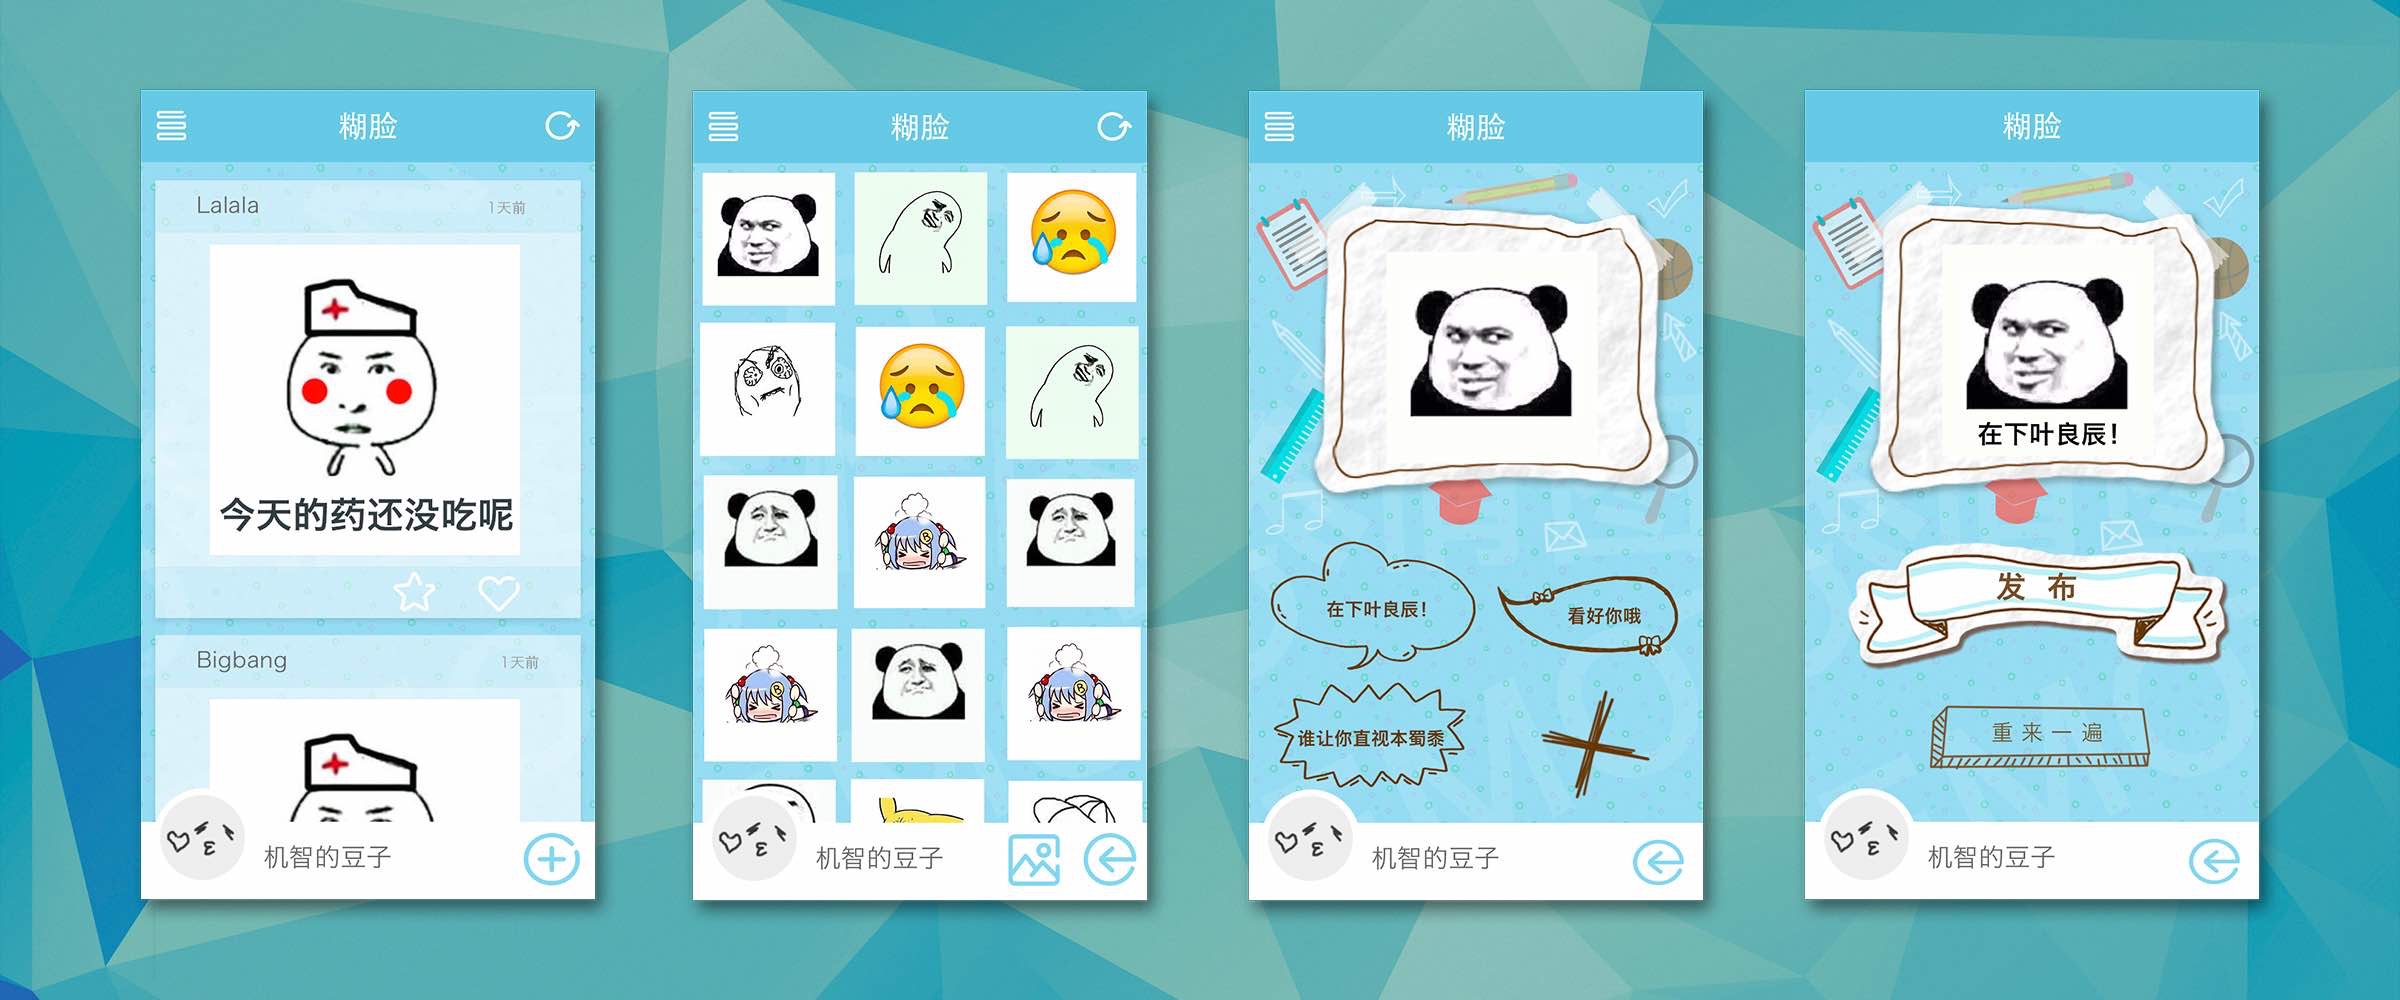 糊脸
Lalala
1天前
今天的药还没吃呢
Bigbang
1天前
机智的豆子
糊脸
机智的豆子
糊脸
在下叶良辰！
看好你哦
谁让你直视本蜀黍
机智的豆子
糊脸
在下叶良辰！
发 布
重来一遍
机智的豆子